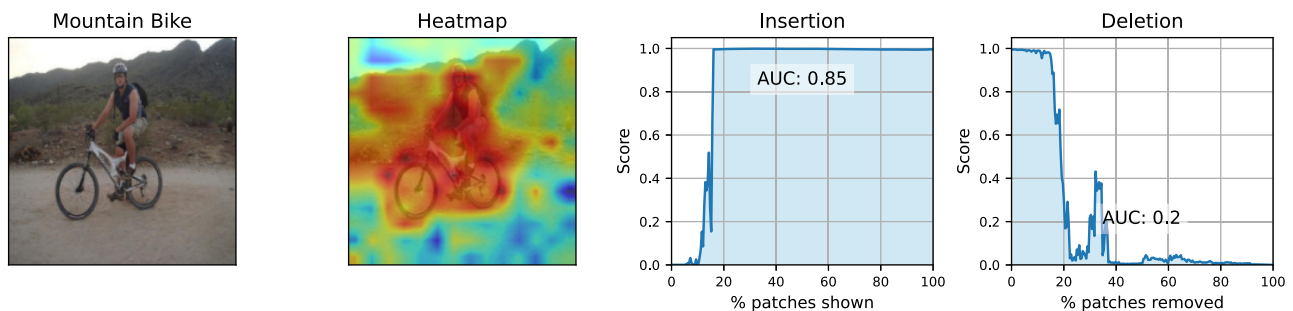 Mountain Bike
Heatmap
Insertion
Deletion
Score
1.0
0.8
0.6
0.4
0.2
0.0
AUC: 0.85
0 20 40 60 80 100
% patches shown
Score
1.0
0.8
0.6
0.4
0.2
0.0
AUC: 0.2
0 20 40 60 80 100
% patches removed